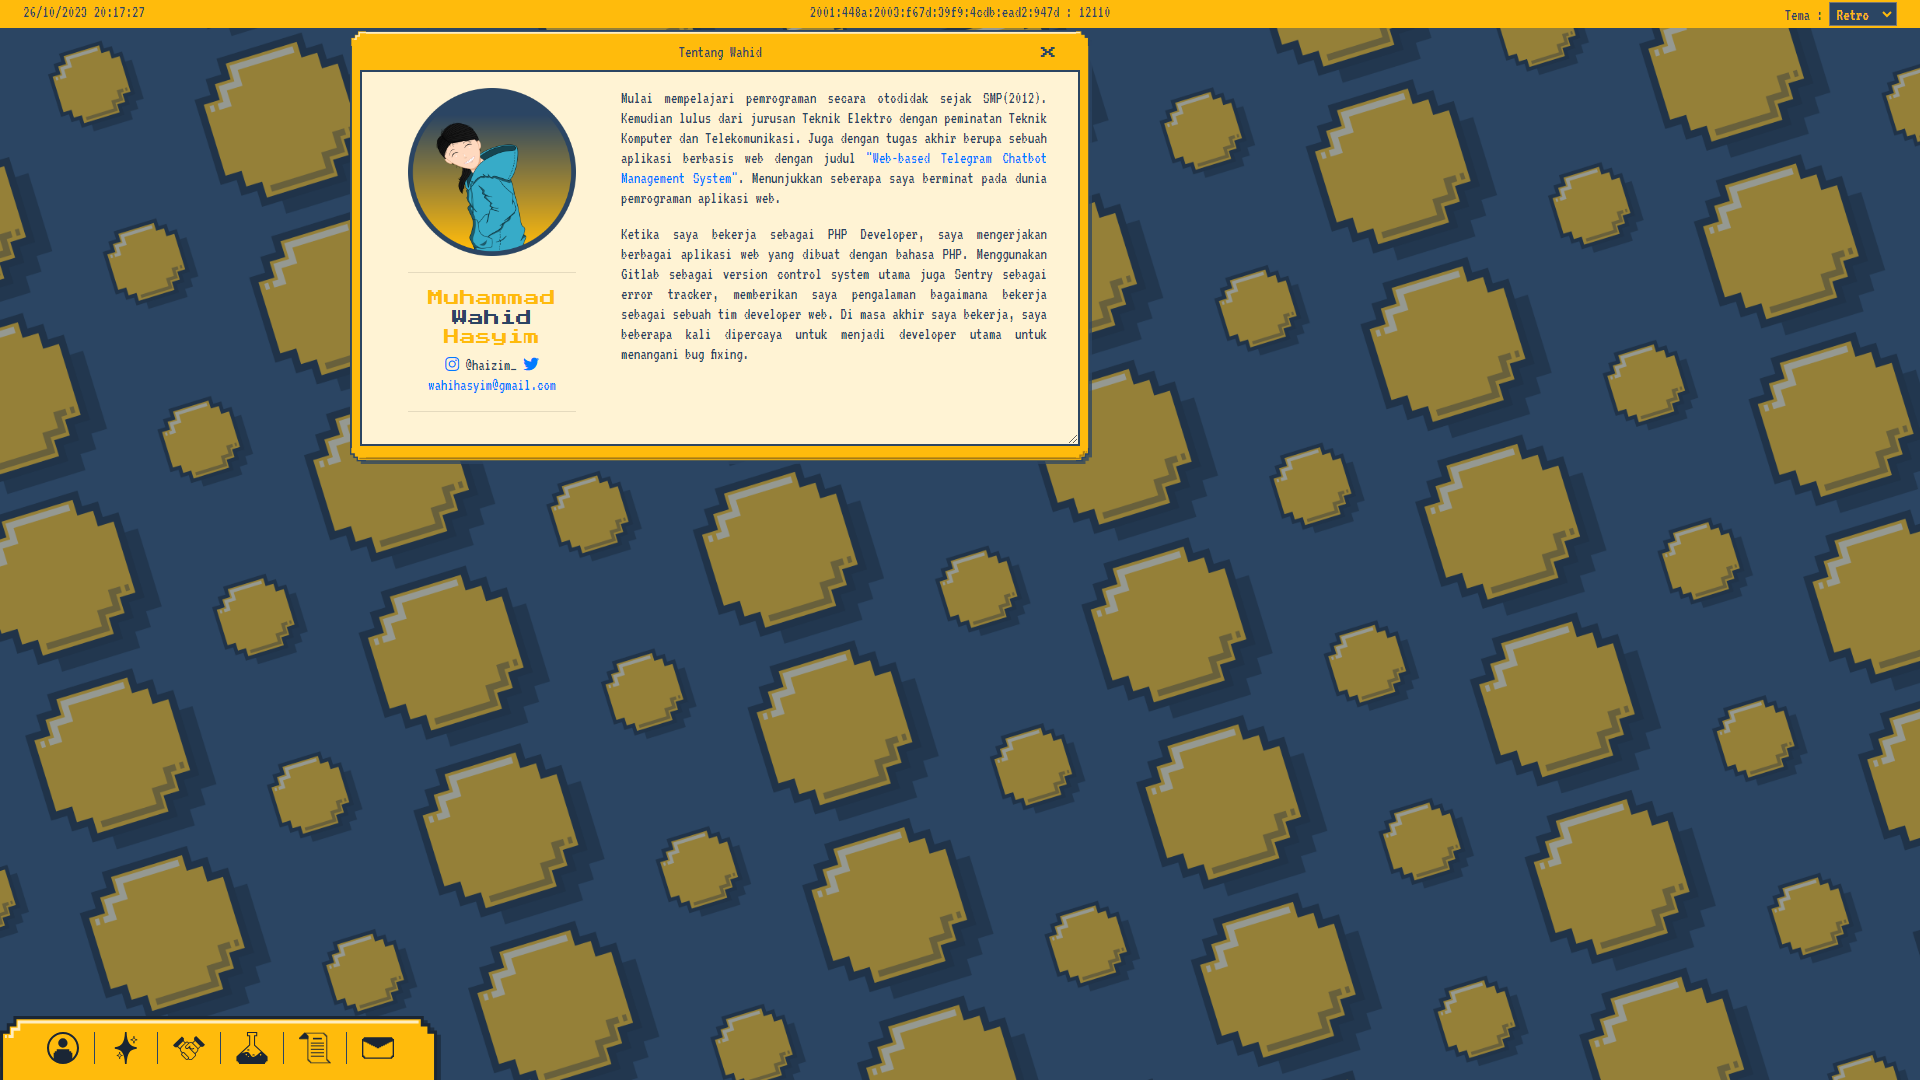 26/10/2023 20:17:27
2001:448a:2003:f67d:39f9:4cdb:ead2:947d : 12110
Tema : Retro
Tentang Wahid
Muhammad
Wahid
Hasyim
@haizim_
wahihasyim@gmail.com
Mulai mempelajari pemrograman secara otodidak sejak SMP(2012).
Kemudian lulus dari jurusan Teknik Elektro dengan peminatan Teknik
Komputer dan Telekomunikasi. Juga dengan tugas akhir berupa sebuah
aplikasi berbasis web dengan judul "Web-based Telegram Chatbot
Management System". Menunjukkan seberapa saya berminat pada dunia
pemrograman aplikasi web.
Ketika saya bekerja sebagai PHP Developer, saya mengerjakan
berbagai aplikasi web yang dibuat dengan bahasa PHP. Menggunakan
Gitlab sebagai version control system utama juga Sentry sebagai
error tracker, memberikan saya pengalaman bagaimana bekerja
sebagai sebuah tim developer web. Di masa akhir saya bekerja, saya
beberapa kali dipercaya untuk menjadi developer utama untuk
menangani bug fixing.